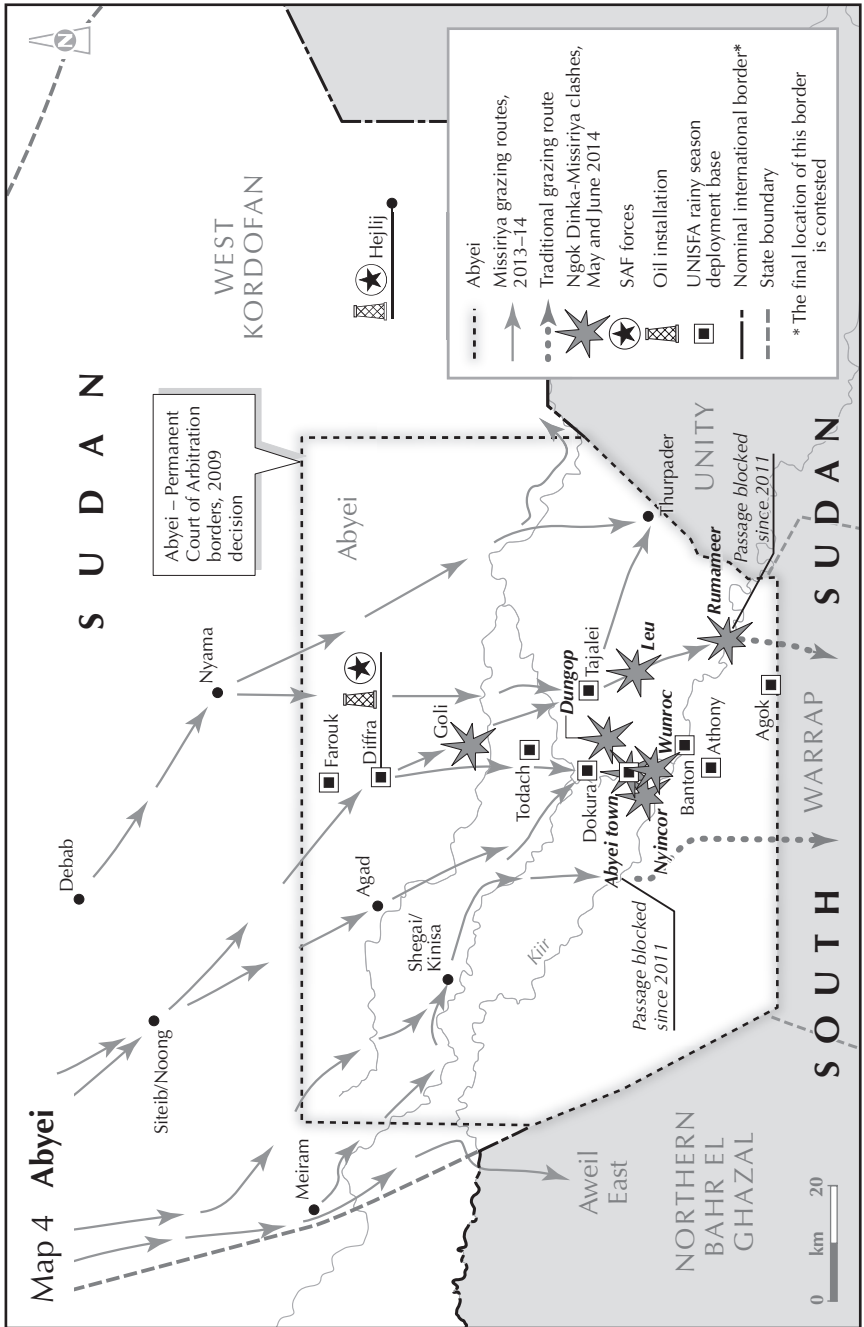 Map 4 Abyei
N
SUDAN
WEST
KORDOFAN
Hejlij
Abyei – Permanent
Court of Arbitration
borders, 2009
decision
Abyei
Debab
Nyama
Siteib/Noong
Meiram
Farouk
Diffra
Goli
Agad
Shegai/
Kinisa
Todach
Dungop
Tajalei
Dokura
Leu
Abyei town
Nyincor
Wunroc
Rumameer
Banton
Athony
Agok
Thurpader
Kiir
Passage blocked
since 2011
Passage blocked
since 2011
UNITY
WARRAP
SOUTH SUDAN
Aweil
East
NORTHERN
BAHR EL
GHAZAL
0 km 20
Abyei
Missiriya grazing routes,
2013–14
Traditional grazing route
Ngok Dinka-Missiriya clashes,
May and June 2014
SAF forces
Oil installation
UNISFA rainy season
deployment base
Nominal international border*
State boundary
* The final location of this border
is contested